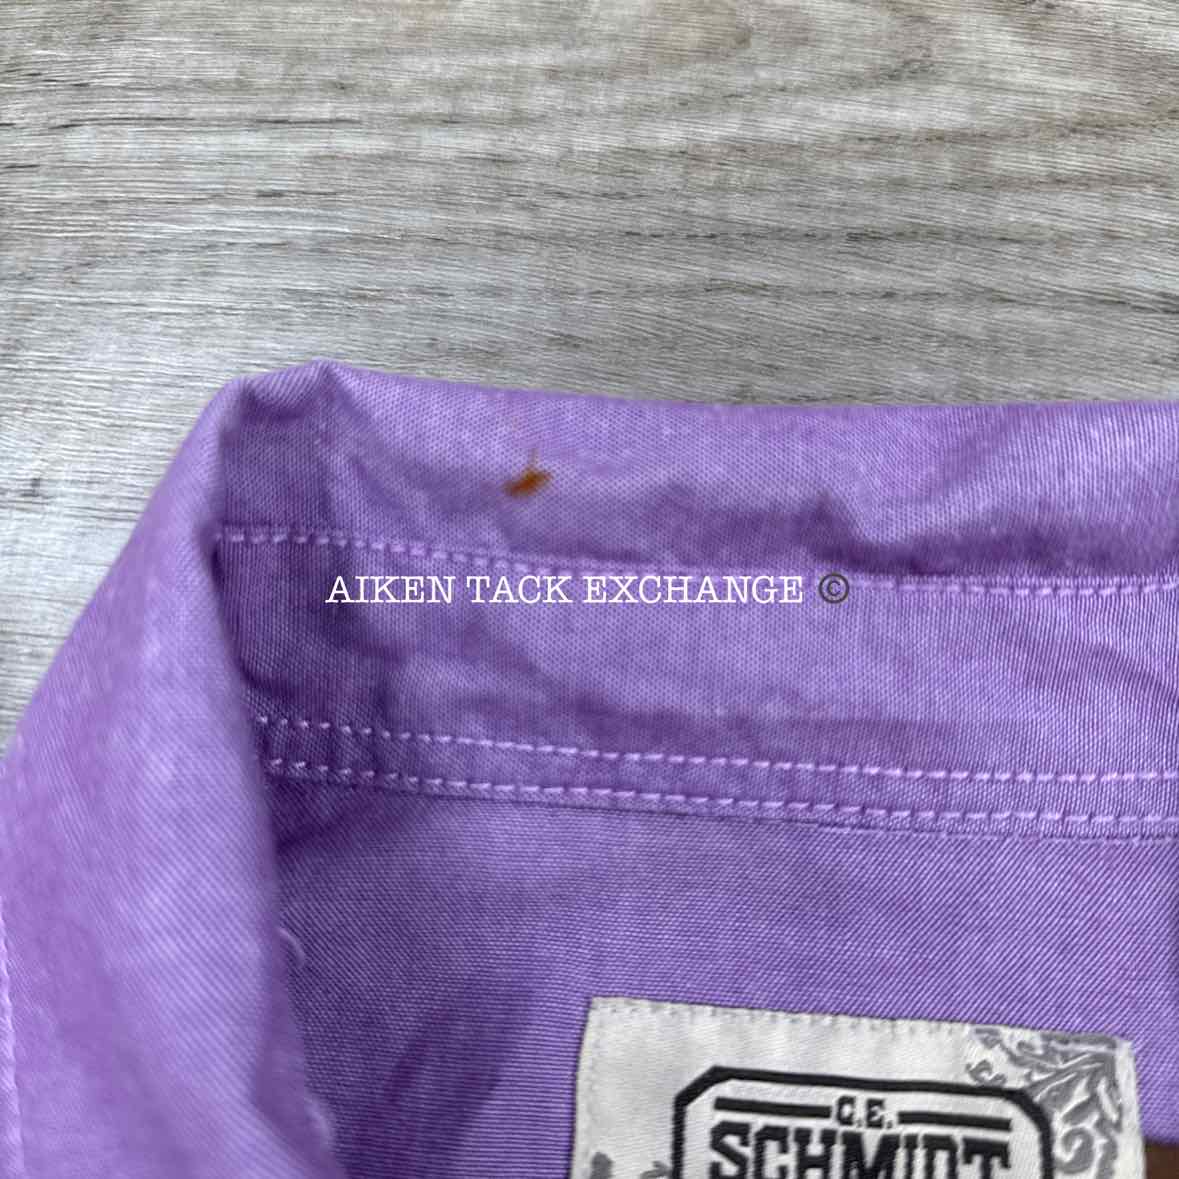 AIKEN TACK EXCHANGE ©
C.E.
SCHMIDT